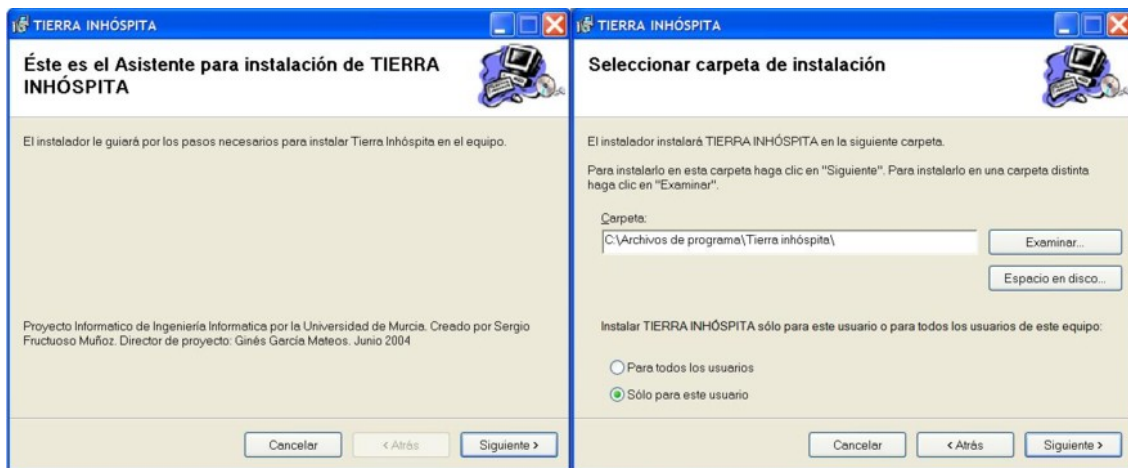 TIERRA INHÓSPITA
Éste es el Asistente para instalación de TIERRA
INHÓSPITA
El instalador le guiará por los pasos necesarios para instalar Tierra Inhóspita en el equipo.
Proyecto Informatico de Ingeniería Informatica por la Universidad de Murcia. Creado por Sergio
Fructuoso Muñoz. Director de proyecto: Ginés García Mateos. Junio 2004
Cancelar
< Atrás
Siguiente >
TIERRA INHÓSPITA
Seleccionar carpeta de instalación
El instalador instalará TIERRA INHÓSPITA en la siguiente carpeta.
Para instalarlo en esta carpeta haga clic en "Siguiente". Para instalarlo en una carpeta distinta
haga clic en "Examinar".
Carpeta:
C:\Archivos de programa\Tierra inhóspita\
Examinar...
Espacio en disco...
Instalar TIERRA INHÓSPITA sólo para este usuario o para todos los usuarios de este equipo:
Para todos los usuarios
Sólo para este usuario
Cancelar
< Atrás
Siguiente >